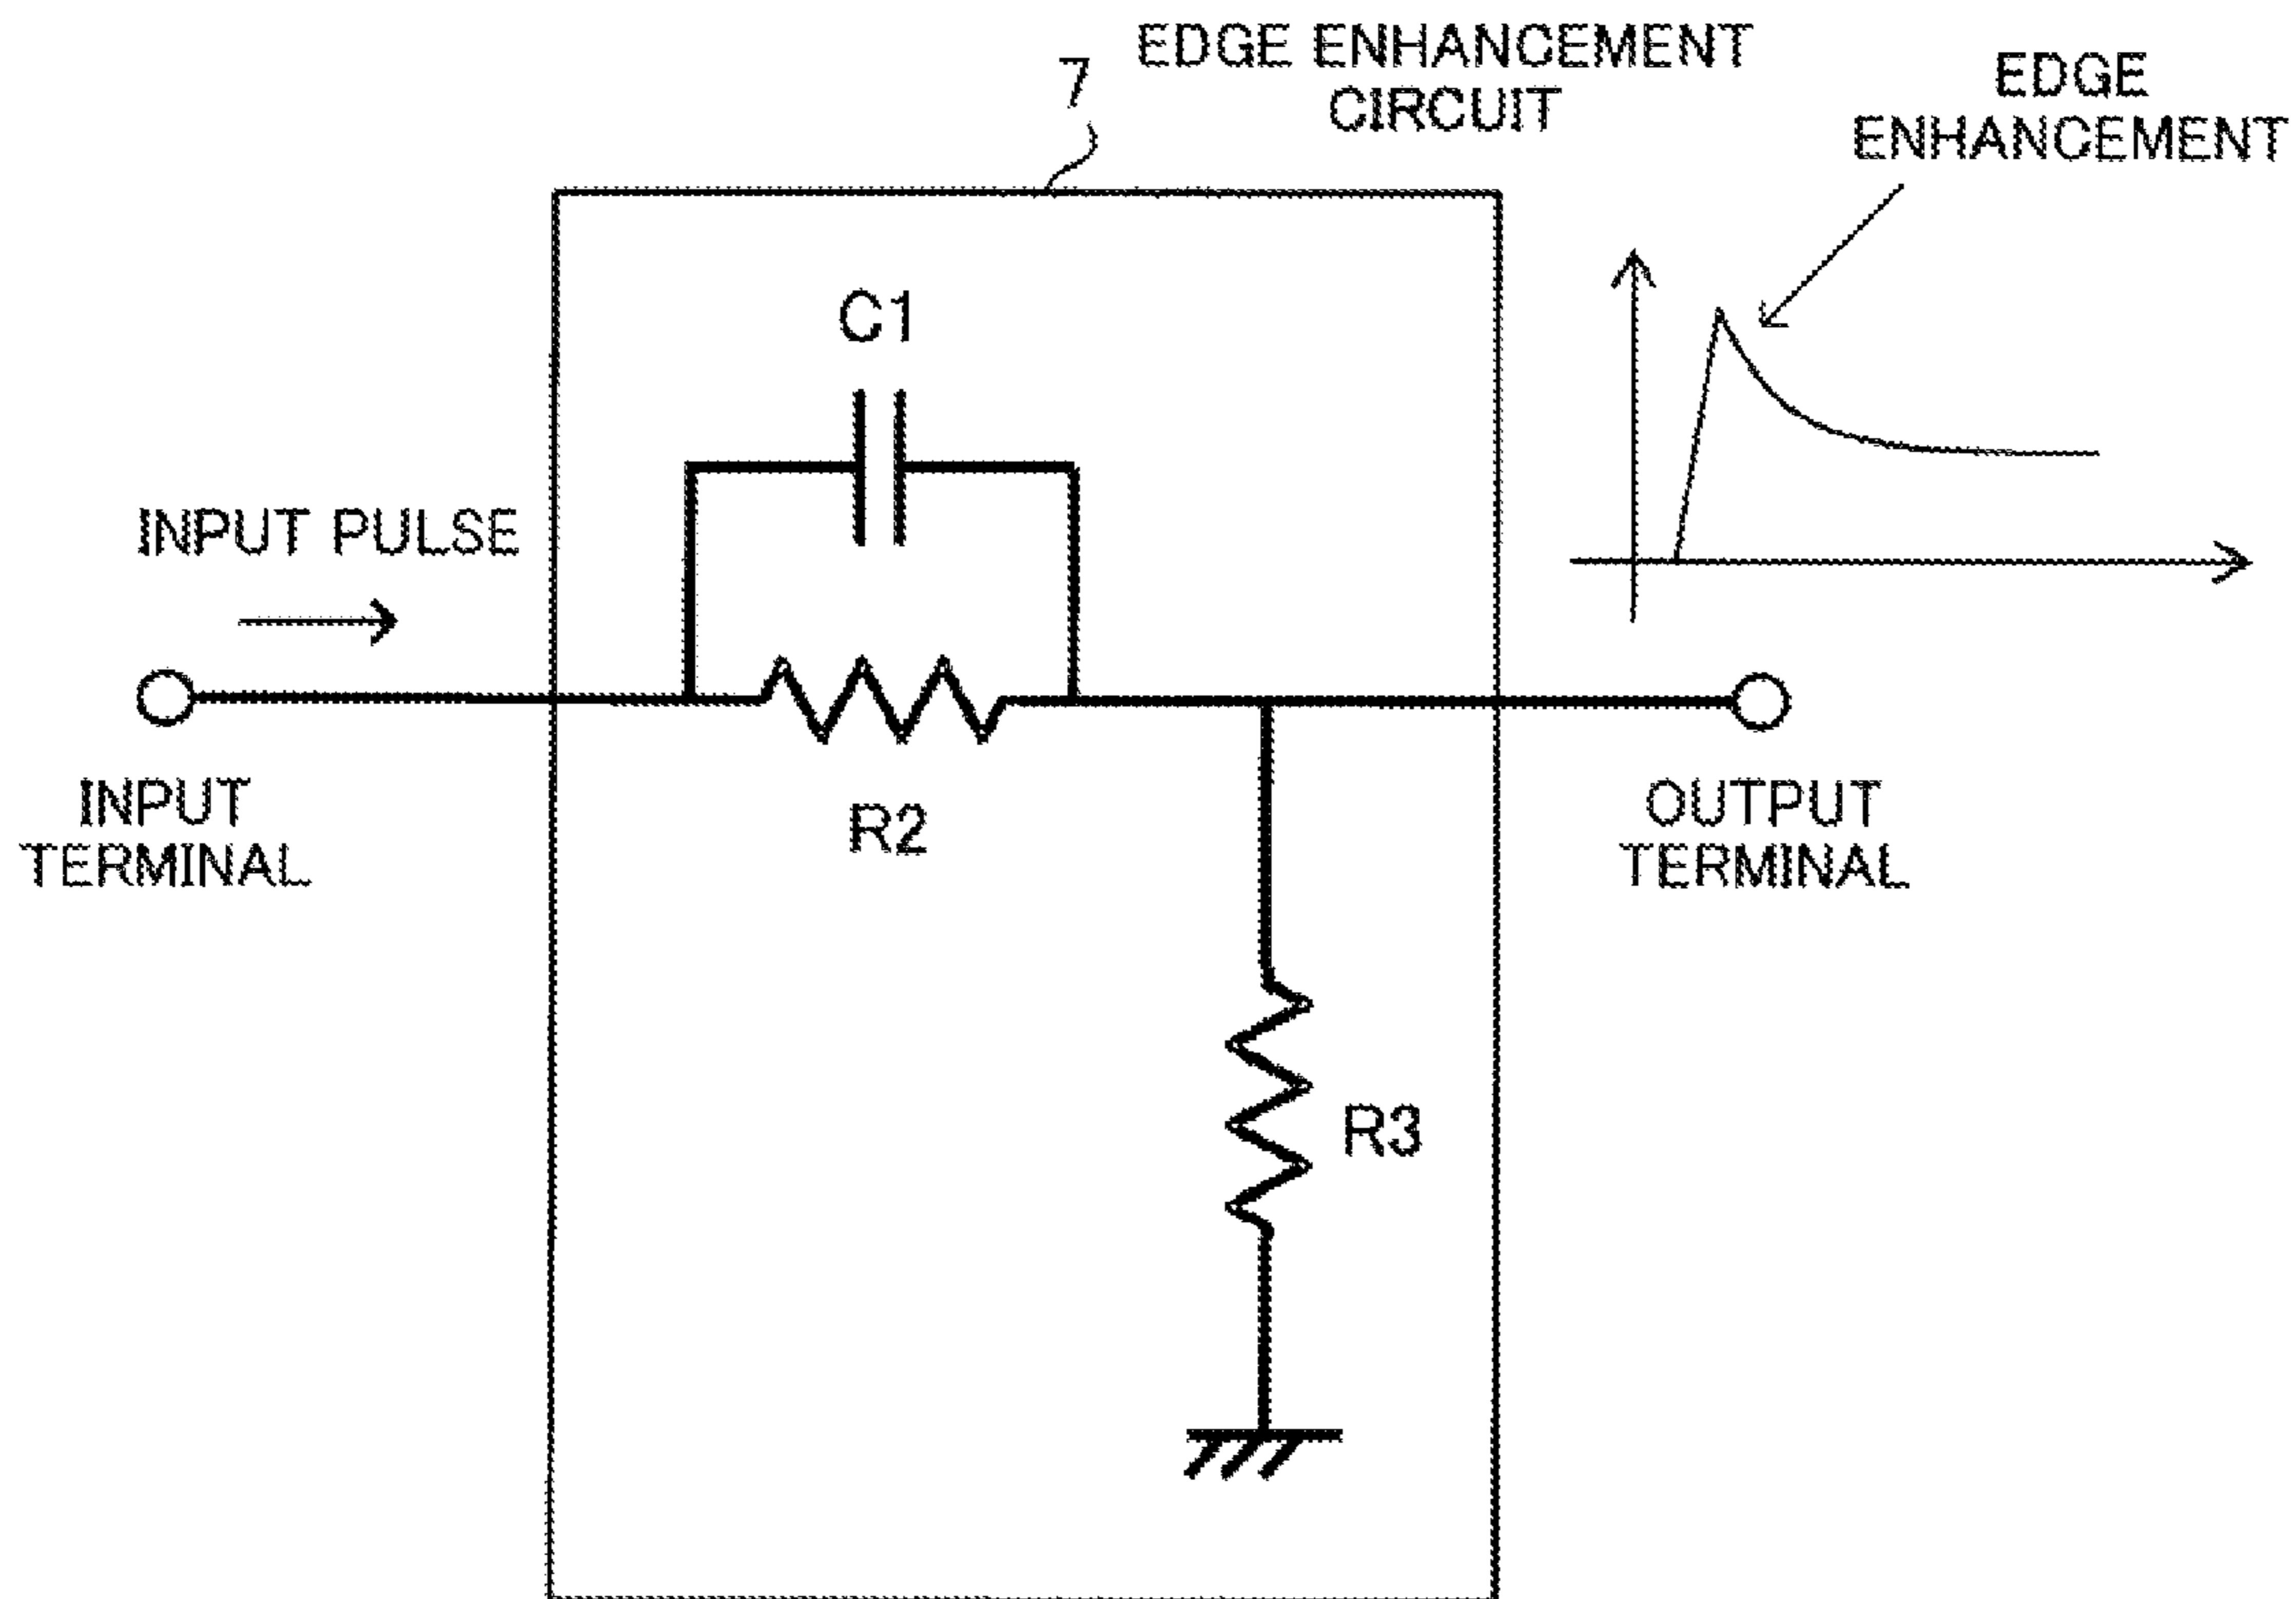 7
EDGE ENHANCEMENT
CIRCUIT
EDGE
ENHANCEMENT
C1
INPUT PULSE
INPUT
TERMINAL
R2
OUTPUT
TERMINAL
R3